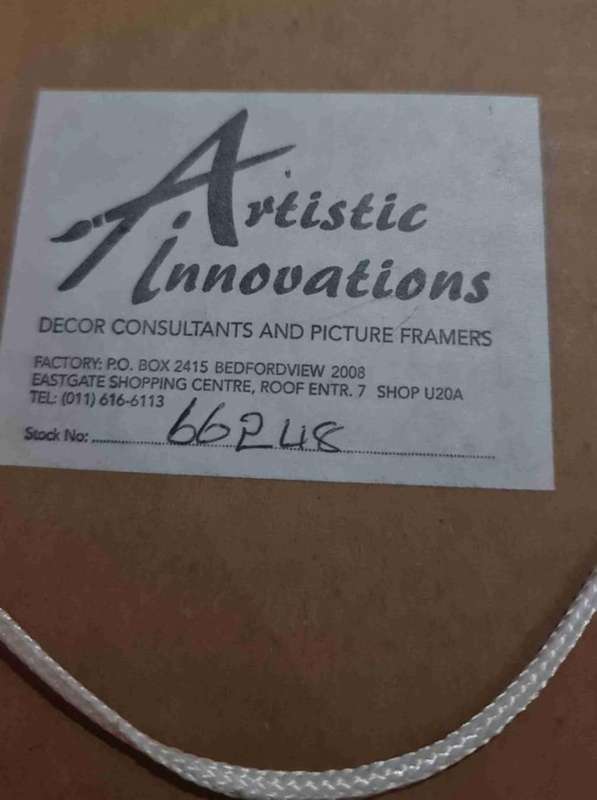 Artistic
innovations
DECOR CONSULTANTS AND PICTURE FRAMERS
FACTORY: P.O. BOX 2415 BEDFORDVIEW 2008
EASTGATE SHOPPING CENTRE, ROOF ENTR. 7 SHOP U20A
TEL: (011) 616-6113
Stock No: 66248